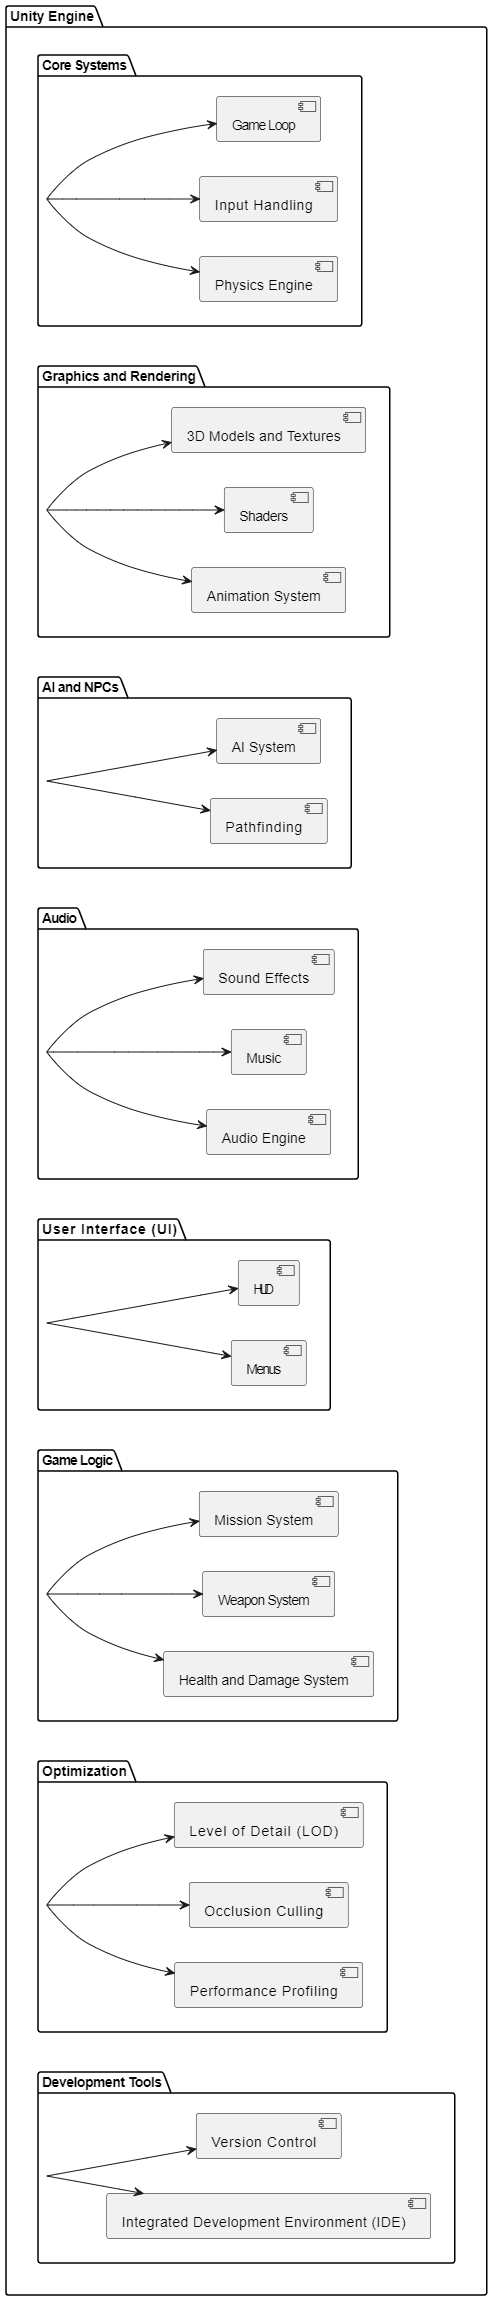 Unity Engine
Core Systems
Game Loop
Input Handling
Physics Engine
Graphics and Rendering
3D Models and Textures
Shaders
Animation System
AI and NPCs
AI System
Pathfinding
Audio
Sound Effects
Music
Audio Engine
User Interface (UI)
HUD
Menus
Game Logic
Mission System
Weapon System
Health and Damage System
Optimization
Level of Detail (LOD)
Occlusion Culling
Performance Profiling
Development Tools
Version Control
Integrated Development Environment (IDE)